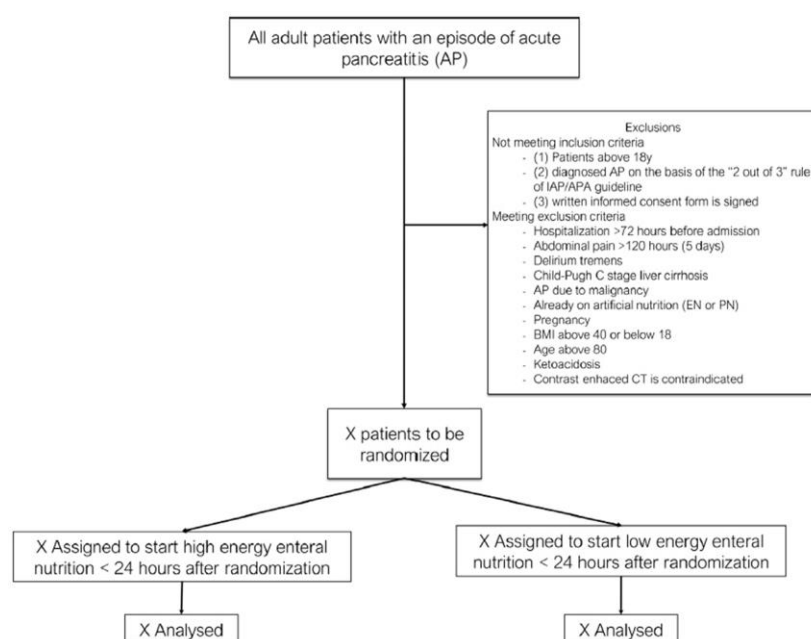 All adult patients with an episode of acute
pancreatitis (AP)
Exclusions
Not meeting inclusion criteria
- (1) Patients above 18y
- (2) diagnosed AP on the basis of the "2 out of 3" rule
of IAP/APA guideline
- (3) written informed consent form is signed
Meeting exclusion criteria
- Hospitalization >72 hours before admission
- Abdominal pain >120 hours (5 days)
- Delirium tremens
- Child-Pugh C stage liver cirrhosis
- AP due to malignancy
- Already on artificial nutrition (EN or PN)
- Pregnancy
- BMI above 40 or below 18
- Age above 80
- Ketoacidosis
- Contrast enhaced CT is contraindicated
X patients to be
randomized
X Assigned to start high energy enteral
nutrition < 24 hours after randomization
X Assigned to start low energy enteral
nutrition < 24 hours after randomization
X Analysed
X Analysed